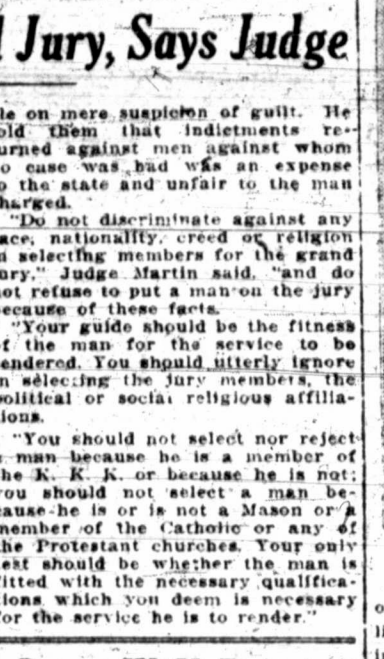 Jury, Says Judge
le on mere suspicion of guilt. He
old them that indictments re-
urned against men against whom
o case was had was an expense
o the state and unfair to the man
harged.
"Do not discriminate against any
ace, nationality, creed or religion
n selecting members for the grand
ury," Judge Martin said, "and do
ot refuse to put a man on the jury
ecause of these facts.
"Your guide should be the fitness
f the man for the service to be
endered. You should utterly ignore
n selecting the jury members, the
olitical or social religious affilia-
ions.
"You should not select nor reject
a man because he is a member of
he K. K. K. or because he is not;
you should not select a man be-
ause he is or is not a Mason or a
member of the Catholic or any of
the Protestant churches. Your only
est should be whether the man is
itted with the necessary qualifica-
ions which you deem is necessary
or the service he is to render."